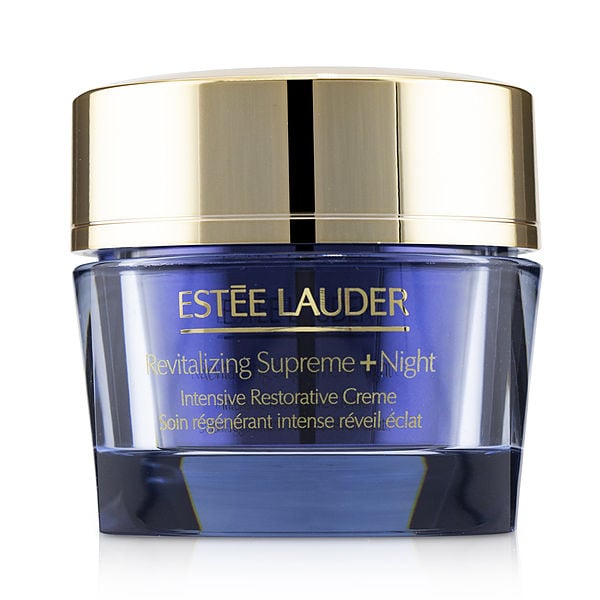 ESTĒE LAUDER
Revitalizing Supreme + Night
Intensive Restorative Creme
Soin régénérant intense réveil éclat